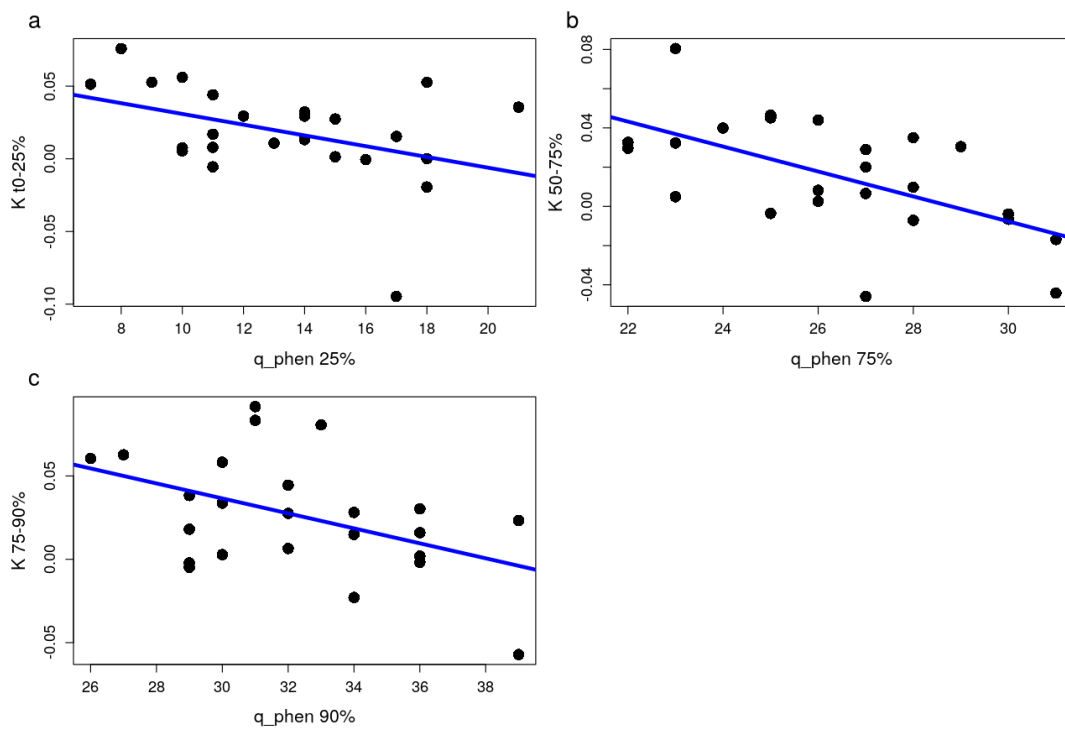 a
K t0-25%
0.05
0.00
-0.05
-0.10
8 10 12 14 16 18 20
q_phen 25%
b
K 50-75%
0.08
0.04
0.00
-0.04
22 24 26 28 30
q_phen 75%
c
K 75-90%
0.05
0.00
-0.05
26 28 30 32 34 36 38
q_phen 90%